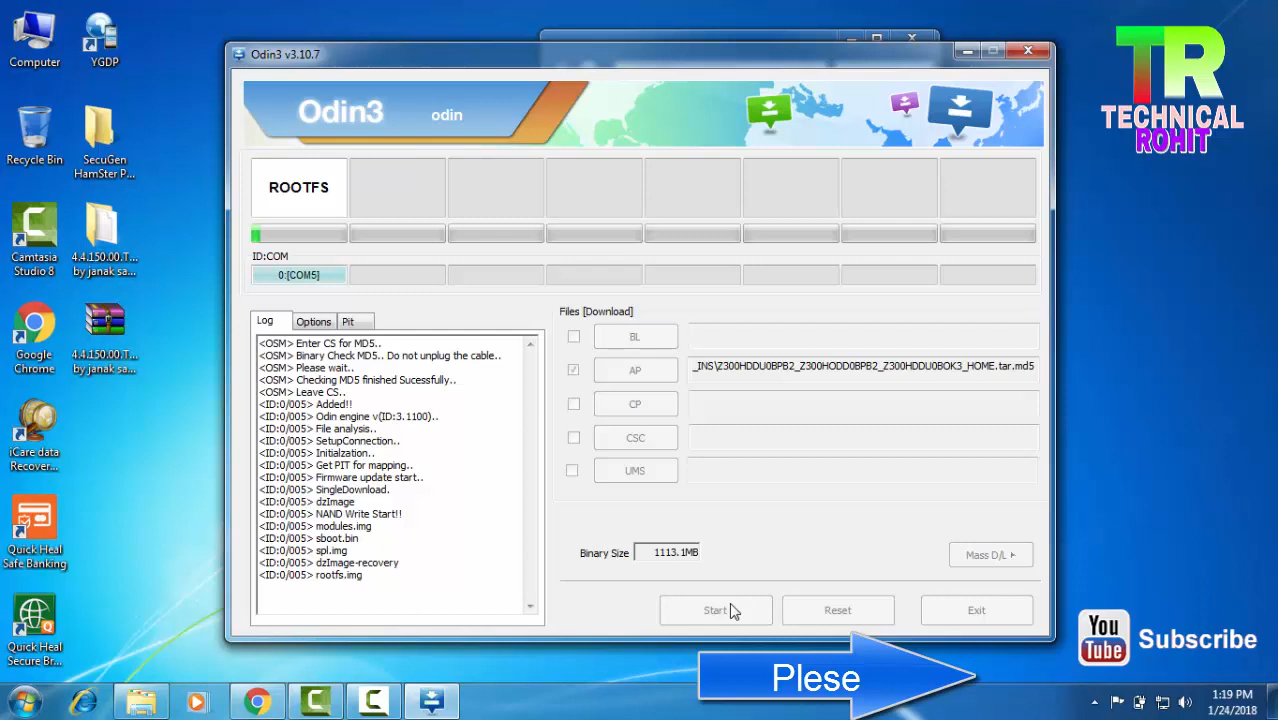 Computer
YGDP
Recycle Bin
SecuGen
HamSter P...
Camtasia
Studio 8
4.4.150.00.T...
by janak sa...
Google
Chrome
4.4.150.00.T...
by janak sa...
iCare data
Recover...
Quick Heal
Safe Banking
Quick Heal
Secure Br...
Odin3 v3.10.7
Odin3 odin
ROOTFS
ID:COM
0:[COM5]
Log Options Pit
<OSM> Enter CS for MD5..
<OSM> Binary Check MD5.. Do not unplug the cable..
<OSM> Please wait..
<OSM> Checking MD5 finished Sucessfully..
<OSM> Leave CS..
<ID:0/005> Added!!
<ID:0/005> Odin engine v(ID:3.1100)..
<ID:0/005> File analysis..
<ID:0/005> SetupConnection..
<ID:0/005> Initialzation..
<ID:0/005> Get PIT for mapping..
<ID:0/005> Firmware update start..
<ID:0/005> SingleDownload.
<ID:0/005> dzImage
<ID:0/005> NAND Write Start!!
<ID:0/005> modules.img
<ID:0/005> sboot.bin
<ID:0/005> spl.img
<ID:0/005> dzImage-recovery
<ID:0/005> rootfs.img
Files [Download]
BL
AP _INS\Z300HDDU0BPB2_Z300HODD0BPB2_Z300HDDU0BOK3_HOME.tar.md5
CP
CSC
UMS
Binary Size 1113.1MB
Mass D/L
Start Reset Exit
TR
TECHNICAL
ROHIT
You
Tube
Subscribe
Plese
1:19 PM
1/24/2018